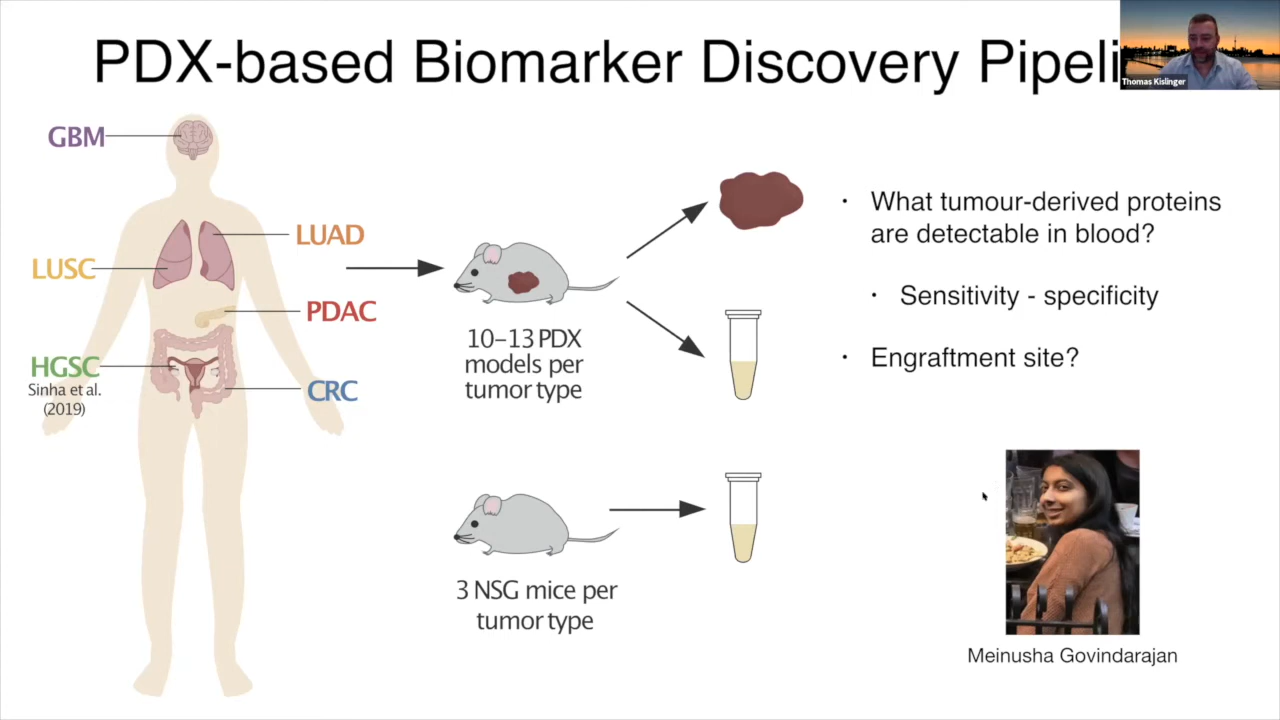 PDX-based Biomarker Discovery Pipeli
Thomas Kislinger
GBM
LUAD
LUSC
PDAC
HGSC
Sinha et al.
(2019)
CRC
10–13 PDX
models per
tumor type
3 NSG mice per
tumor type
• What tumour-derived proteins
are detectable in blood?
• Sensitivity - specificity
• Engraftment site?
Meinusha Govindarajan